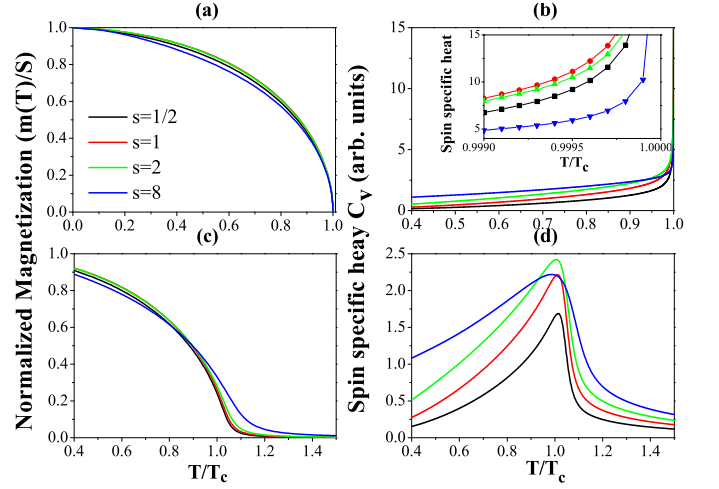 (a)
(b)
1.0
0.8
0.6
0.4
0.2
0.0
0.0 0.2 0.4 0.6 0.8 1.0
s=1/2
s=1
s=2
s=8
15
10
5
0
0.4 0.5 0.6 0.7 0.8 0.9 1.0
Spin specific heat
15
10
5
0.9990 0.9995 1.0000
T/Tc
Normalized Magnetization (m(T)/S)
Spin specific heay CV (arb. units)
(c)
(d)
1.0
0.8
0.6
0.4
0.2
0.0
0.4 0.6 0.8 1.0 1.2 1.4
T/Tc
2.5
2.0
1.5
1.0
0.5
0.0
0.4 0.6 0.8 1.0 1.2 1.4
T/Tc